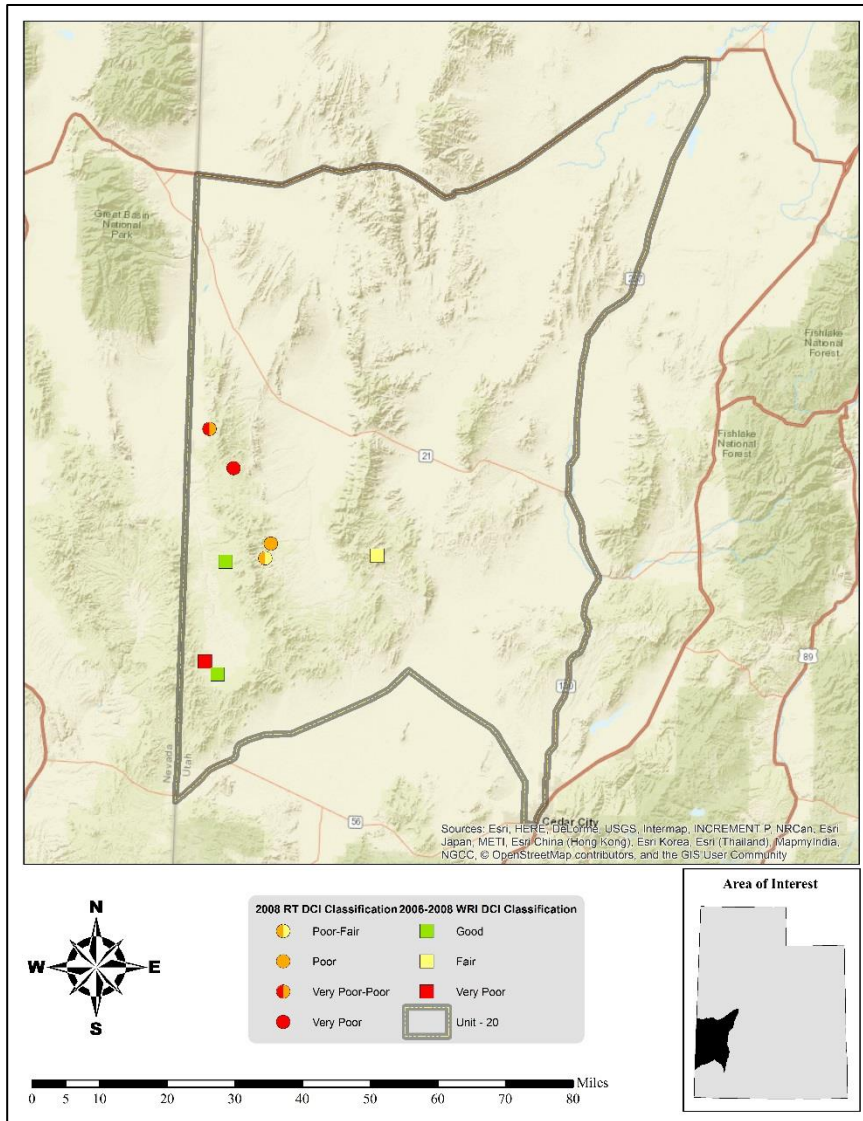 Great Basin
National
Park
257
Fishlake
National
Forest
Fishlake
National
Forest
21
89
130
Nevada
Utah
56
Cedar City
Sources: Esri, HERE, DeLorme, USGS, Intermap, INCREMENT P, NRCan, Esri
Japan, METI, Esri China (Hong Kong), Esri Korea, Esri (Thailand), MapmyIndia,
NGCC, © OpenStreetMap contributors, and the GIS User Community
N
W E
S
2008 RT DCI Classification 2006-2008 WRI DCI Classification
Poor-Fair Good
Poor Fair
Very Poor-Poor Very Poor
Very Poor Unit - 20
Area of Interest
Miles
0 5 10 20 30 40 50 60 70 80